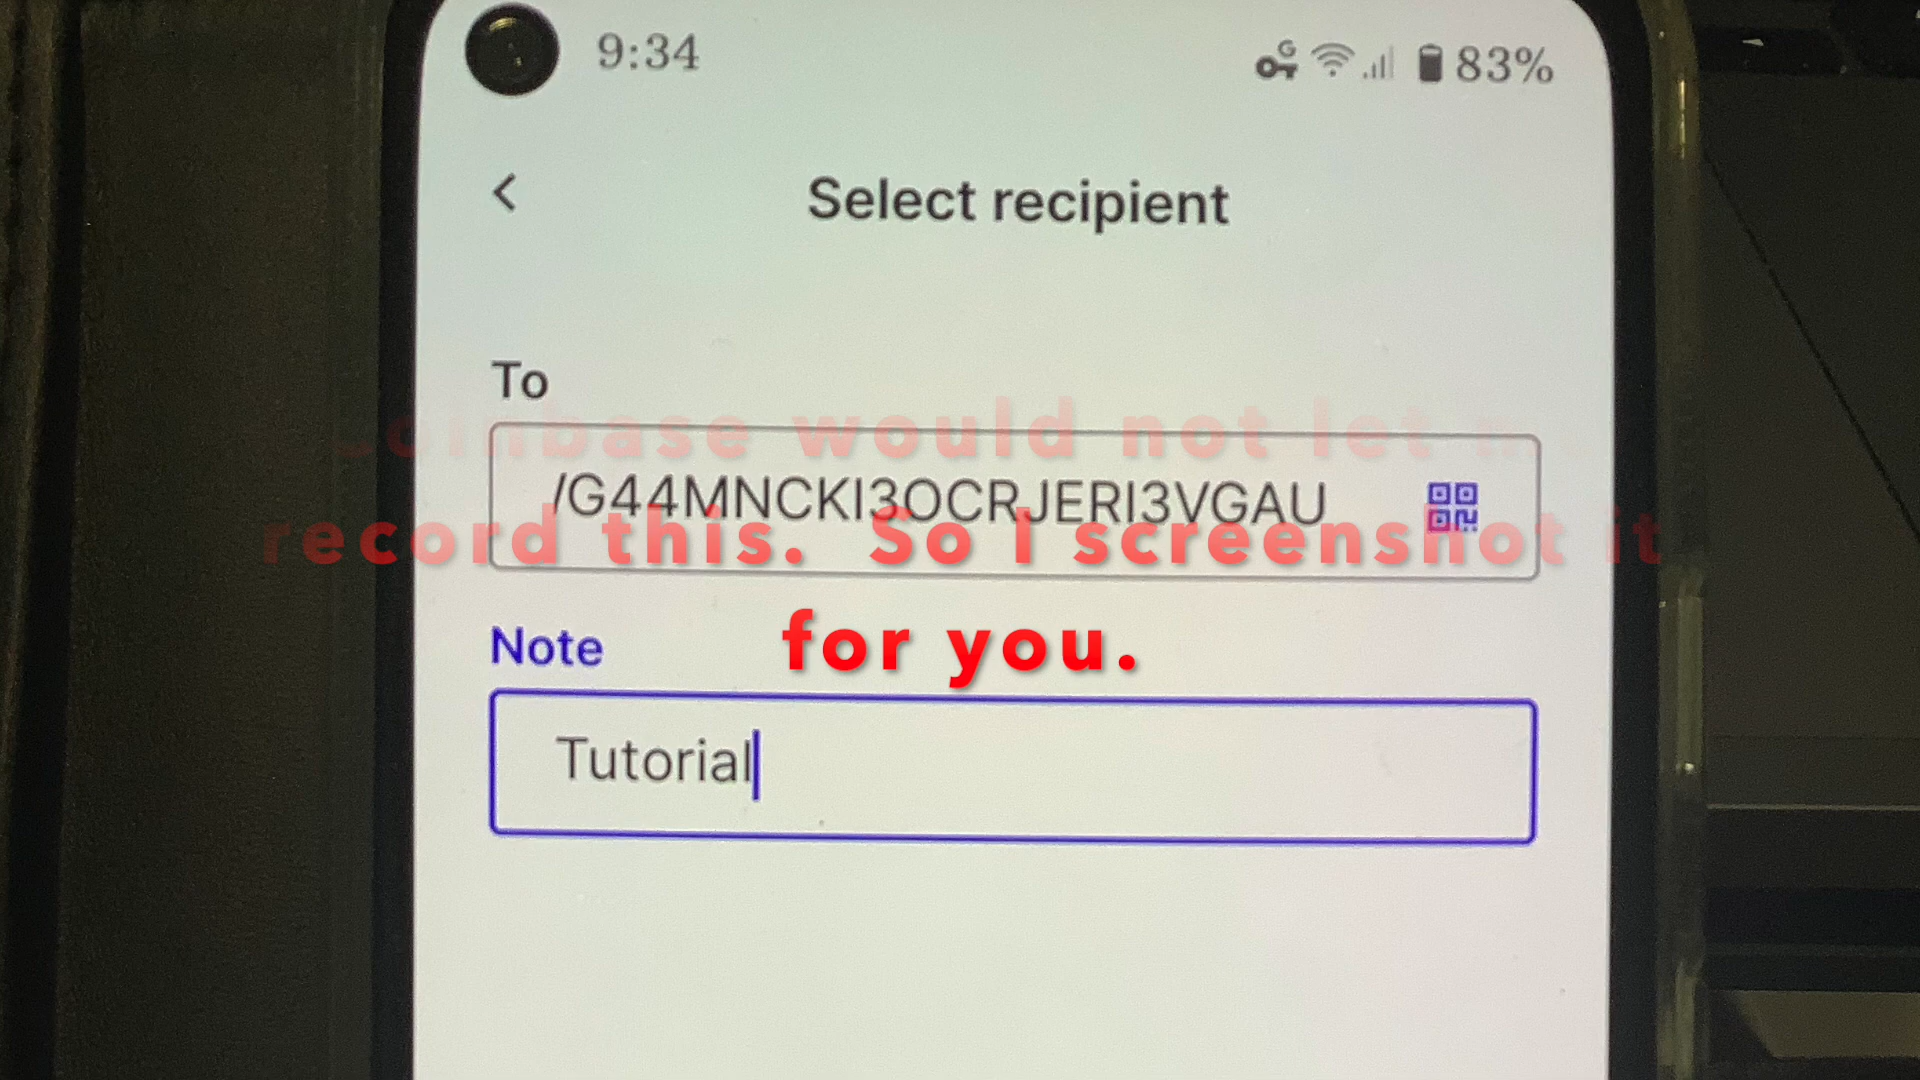 9:34
83%
Select recipient
To
Coinbase would not let
/G44MNCKI3OCRJERI3VGAU
record this. So I screenshot it
Note
for you.
Tutorial